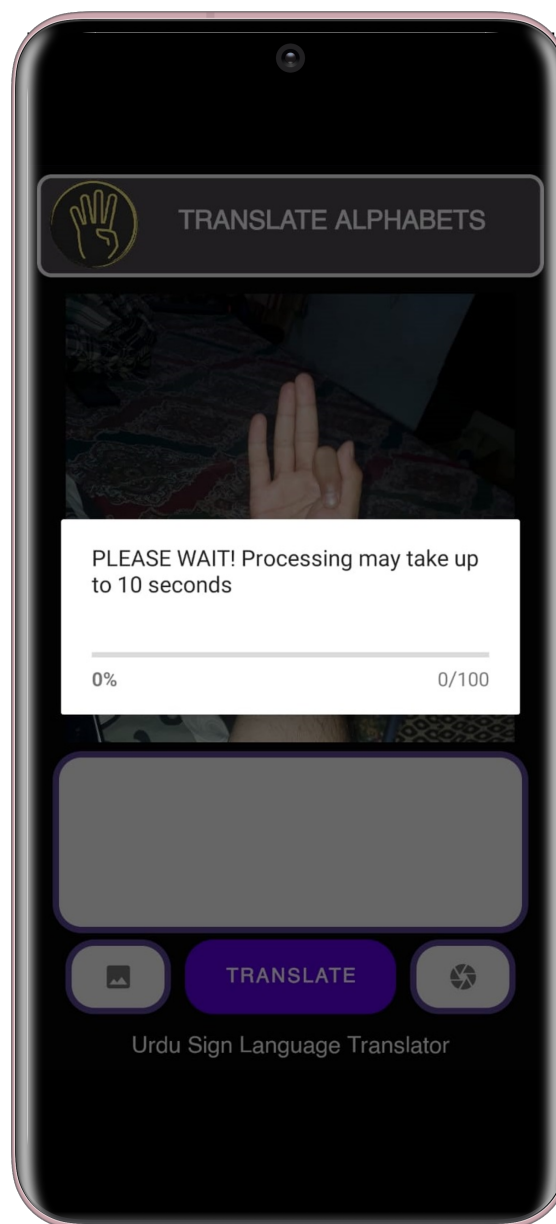 TRANSLATE ALPHABETS
PLEASE WAIT! Processing may take up
to 10 seconds
0% 0/100
TRANSLATE
Urdu Sign Language Translator